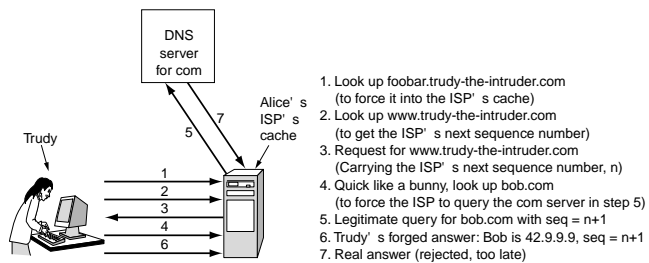 DNS
server
for com
Alice' s
ISP' s
cache
Trudy
5
7
1
2
3
4
6
1. Look up foobar.trudy-the-intruder.com
(to force it into the ISP' s cache)
2. Look up www.trudy-the-intruder.com
(to get the ISP' s next sequence number)
3. Request for www.trudy-the-intruder.com
(Carrying the ISP' s next sequence number, n)
4. Quick like a bunny, look up bob.com
(to force the ISP to query the com server in step 5)
5. Legitimate query for bob.com with seq = n+1
6. Trudy' s forged answer: Bob is 42.9.9.9, seq = n+1
7. Real answer (rejected, too late)